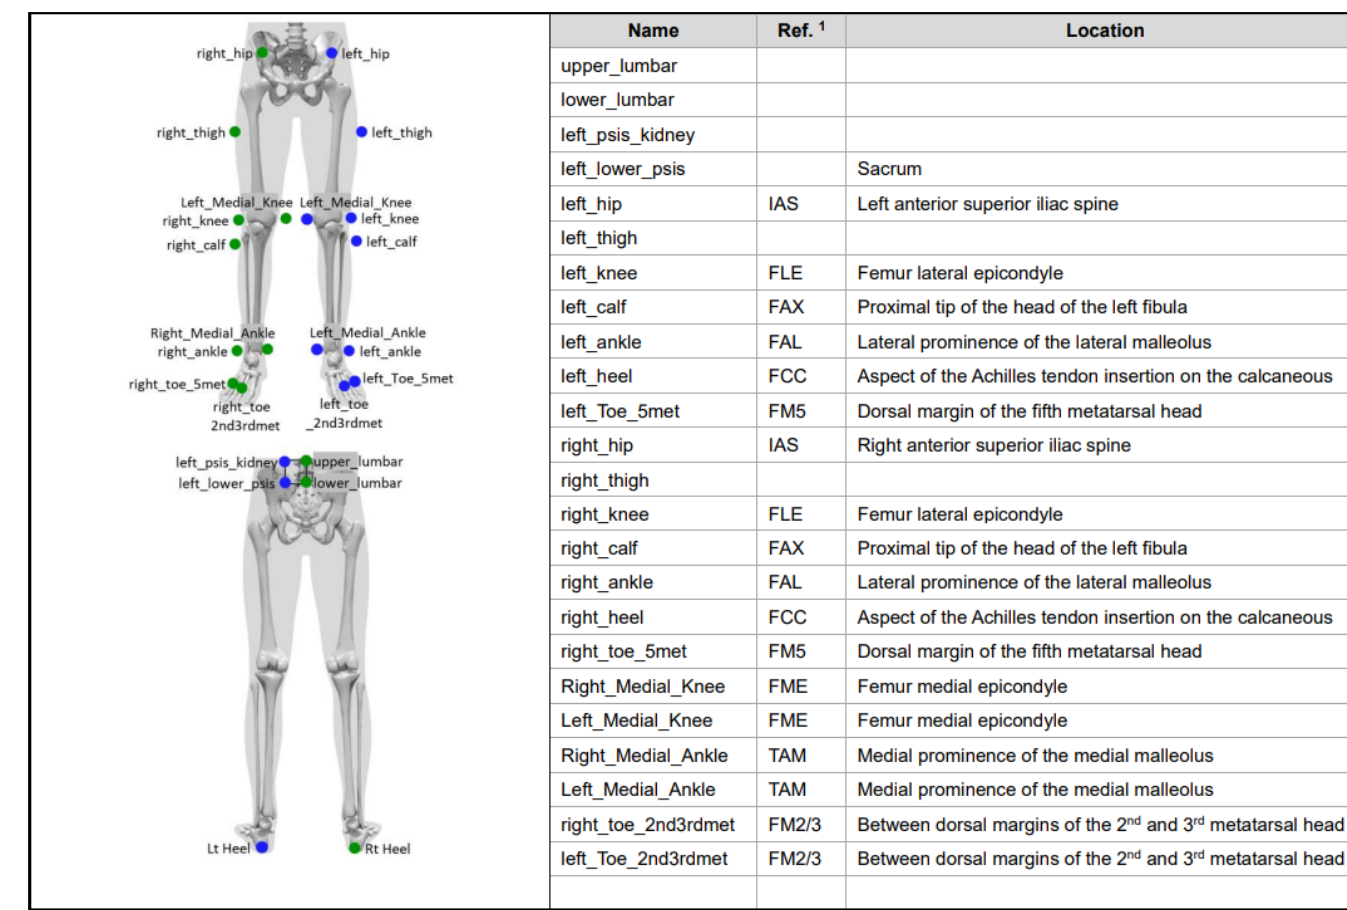 right_hip left_hip
right_thigh left_thigh
Left_Medial_Knee Left_Medial_Knee
right_knee left_knee
right_calf left_calf
Right_Medial_Ankle Left_Medial_Ankle
right_ankle left_ankle
right_toe_5met left_Toe_5met
right_toe left_toe
2nd3rdmet _2nd3rdmet
left_psis_kidney upper_lumbar
left_lower_psis lower_lumbar
Lt Heel Rt Heel
Name Ref. 1 Location
upper_lumbar
lower_lumbar
left_psis_kidney
left_lower_psis Sacrum
left_hip IAS Left anterior superior iliac spine
left_thigh
left_knee FLE Femur lateral epicondyle
left_calf FAX Proximal tip of the head of the left fibula
left_ankle FAL Lateral prominence of the lateral malleolus
left_heel FCC Aspect of the Achilles tendon insertion on the calcaneous
left_Toe_5met FM5 Dorsal margin of the fifth metatarsal head
right_hip IAS Right anterior superior iliac spine
right_thigh
right_knee FLE Femur lateral epicondyle
right_calf FAX Proximal tip of the head of the left fibula
right_ankle FAL Lateral prominence of the lateral malleolus
right_heel FCC Aspect of the Achilles tendon insertion on the calcaneous
right_toe_5met FM5 Dorsal margin of the fifth metatarsal head
Right_Medial_Knee FME Femur medial epicondyle
Left_Medial_Knee FME Femur medial epicondyle
Right_Medial_Ankle TAM Medial prominence of the medial malleolus
Left_Medial_Ankle TAM Medial prominence of the medial malleolus
right_toe_2nd3rdmet FM2/3 Between dorsal margins of the 2nd and 3rd metatarsal head
left_Toe_2nd3rdmet FM2/3 Between dorsal margins of the 2nd and 3rd metatarsal head